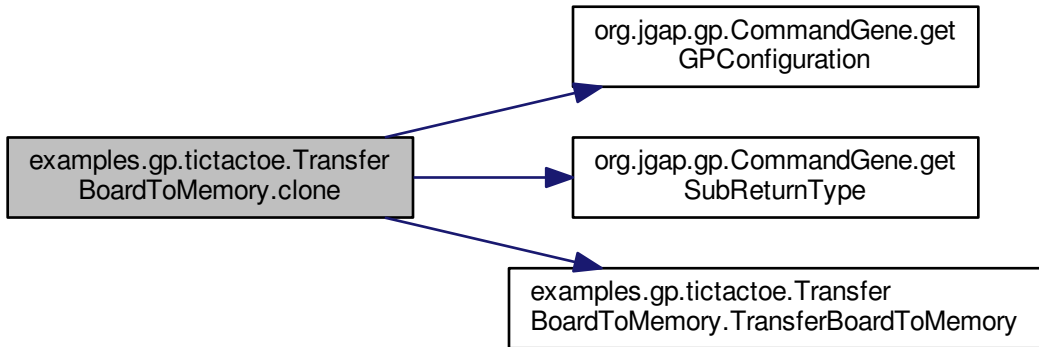 org.jgap.gp.CommandGene.get
GPConfiguration
examples.gp.tictactoe.Transfer
BoardToMemory.clone
org.jgap.gp.CommandGene.get
SubReturnType
examples.gp.tictactoe.Transfer
BoardToMemory.TransferBoardToMemory